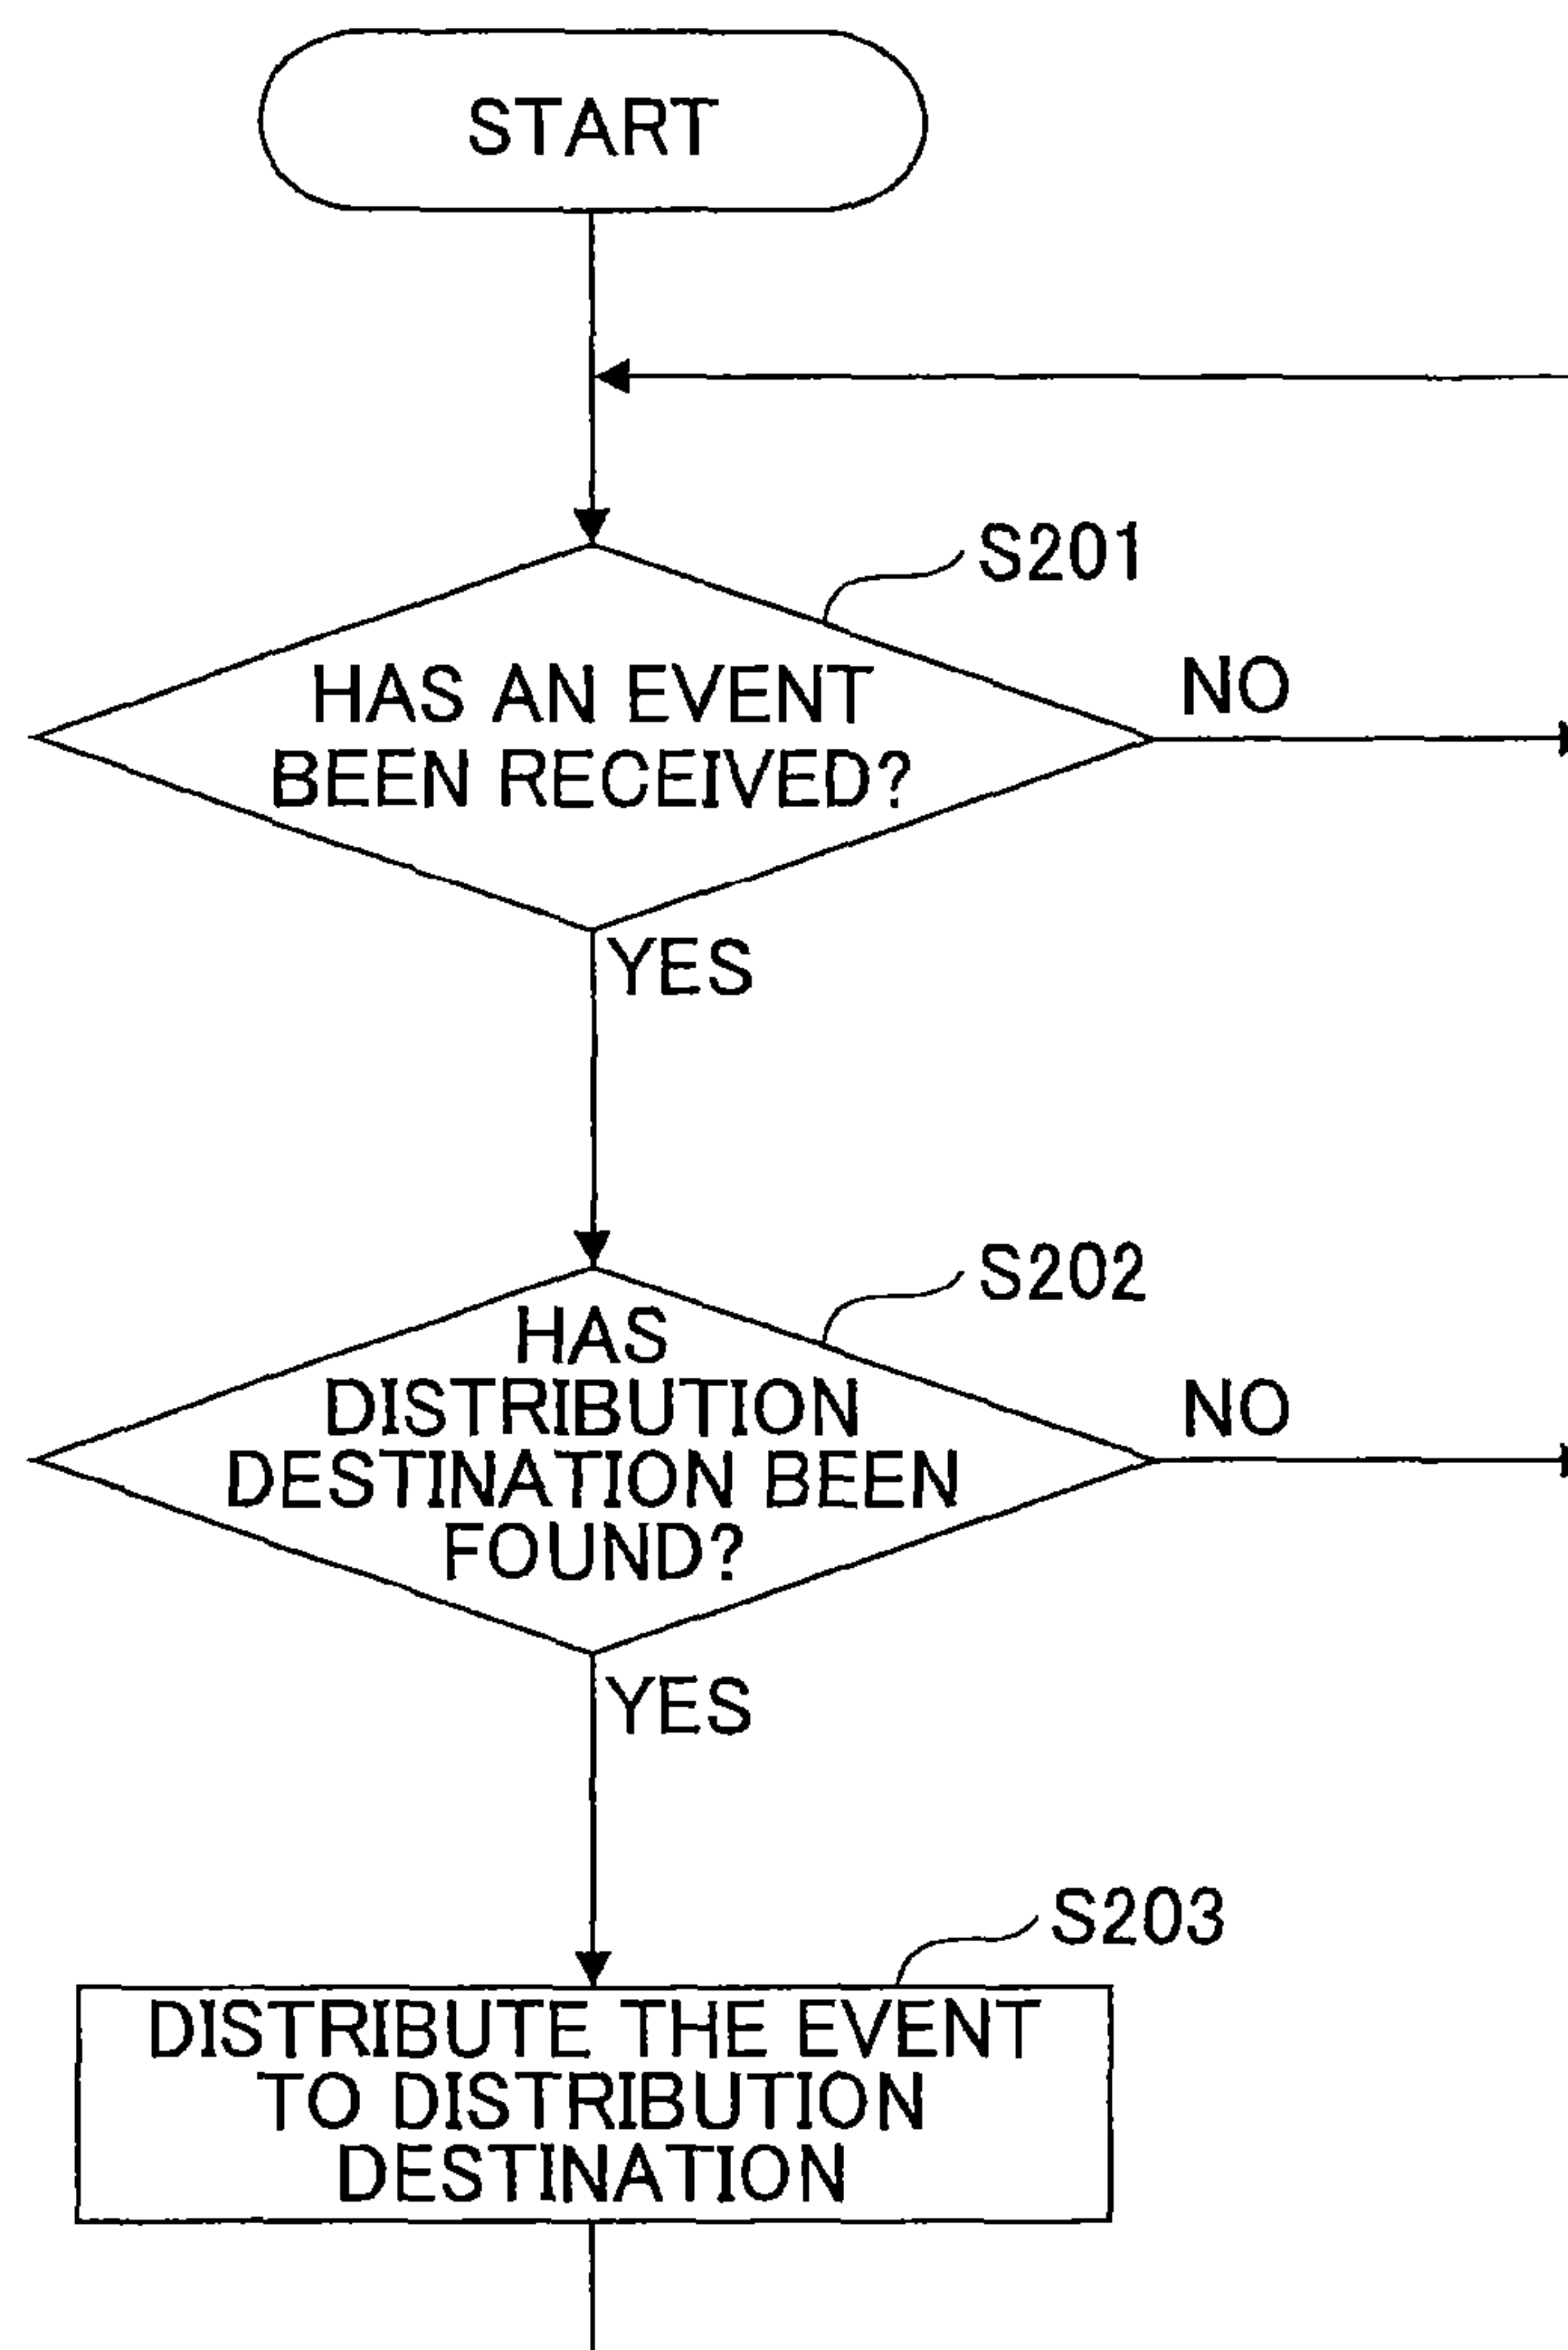 START
S201
HAS AN EVENT
BEEN RECEIVED?
NO
YES
S202
HAS
DISTRIBUTION
DESTINATION BEEN
FOUND?
NO
YES
S203
DISTRIBUTE THE EVENT
TO DISTRIBUTION
DESTINATION